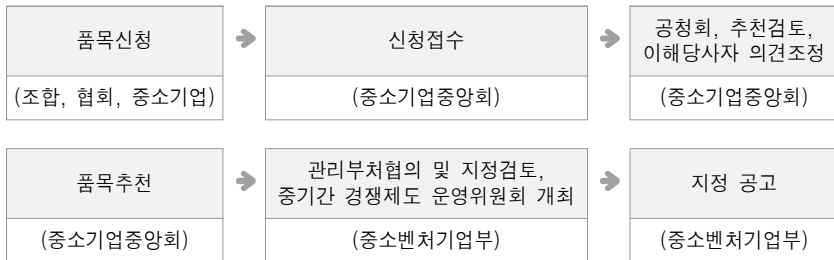 품목신청
(조합, 협회, 중소기업)
신청접수
(중소기업중앙회)
공청회, 추천검토,
이해당사자 의견조정
(중소기업중앙회)
품목추천
(중소기업중앙회)
관리부처협의 및 지정검토,
중기간 경쟁제도 운영위원회 개최
(중소벤처기업부)
지정 공고
(중소벤처기업부)